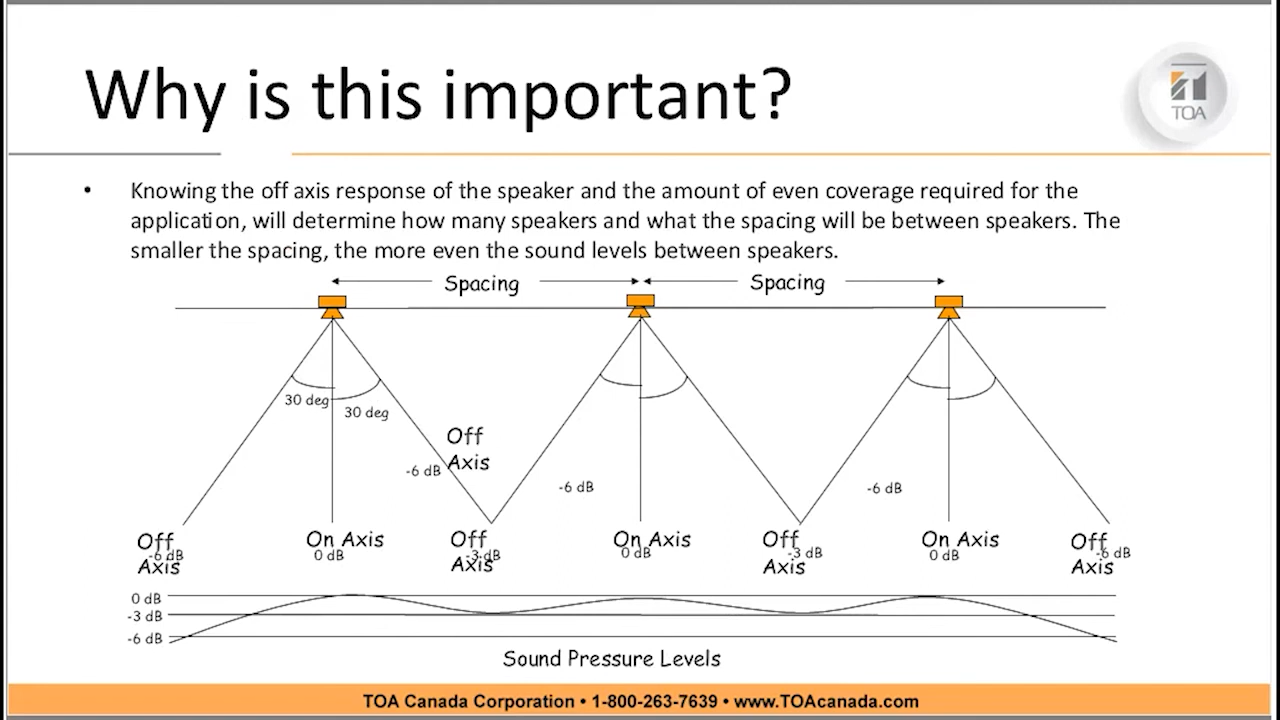 Why is this important?
TOA
• Knowing the off axis response of the speaker and the amount of even coverage required for the
application, will determine how many speakers and what the spacing will be between speakers. The
smaller the spacing, the more even the sound levels between speakers.
Spacing
Spacing
30 deg
30 deg
Off
Axis
-6 dB
-6 dB
-6 dB
Off
Axis
-6 dB
On Axis
0 dB
Off
Axis
-3 dB
On Axis
0 dB
Off
Axis
-3 dB
On Axis
0 dB
Off
Axis
-6 dB
0 dB
-3 dB
-6 dB
Sound Pressure Levels
TOA Canada Corporation • 1-800-263-7639 • www.TOAcanada.com